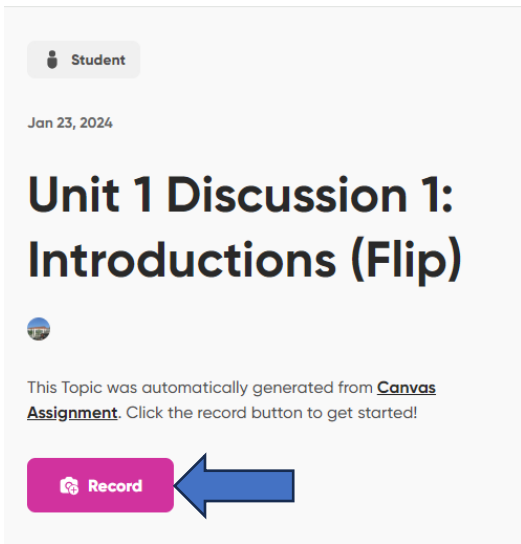 Student
Jan 23, 2024
Unit 1 Discussion 1:
Introductions (Flip)
This Topic was automatically generated from Canvas
Assignment. Click the record button to get started!
Record